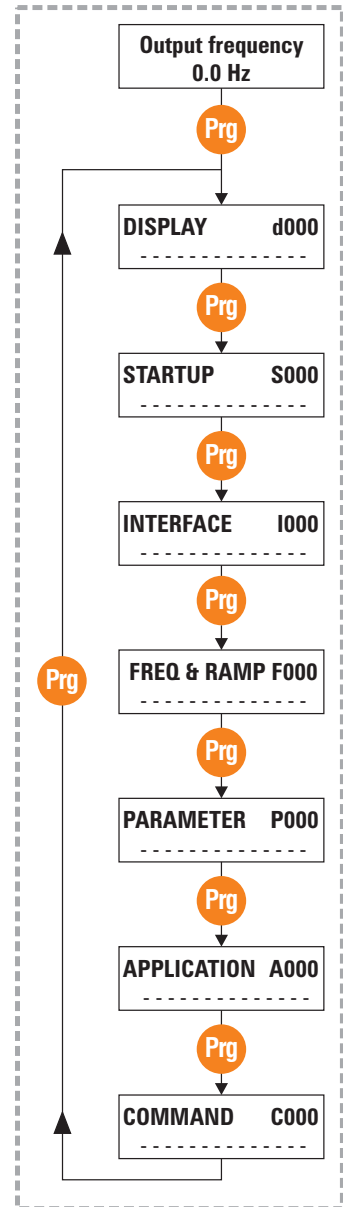 Output frequency
0.0 Hz
Prg
DISPLAY d000
- - - - - - - - - - - - - -
Prg
STARTUP S000
- - - - - - - - - - - - - -
Prg
INTERFACE I000
- - - - - - - - - - - - - -
Prg
FREQ & RAMP F000
- - - - - - - - - - - - - -
Prg
Prg
PARAMETER P000
- - - - - - - - - - - - - -
Prg
APPLICATION A000
- - - - - - - - - - - - - -
Prg
COMMAND C000
- - - - - - - - - - - - - -